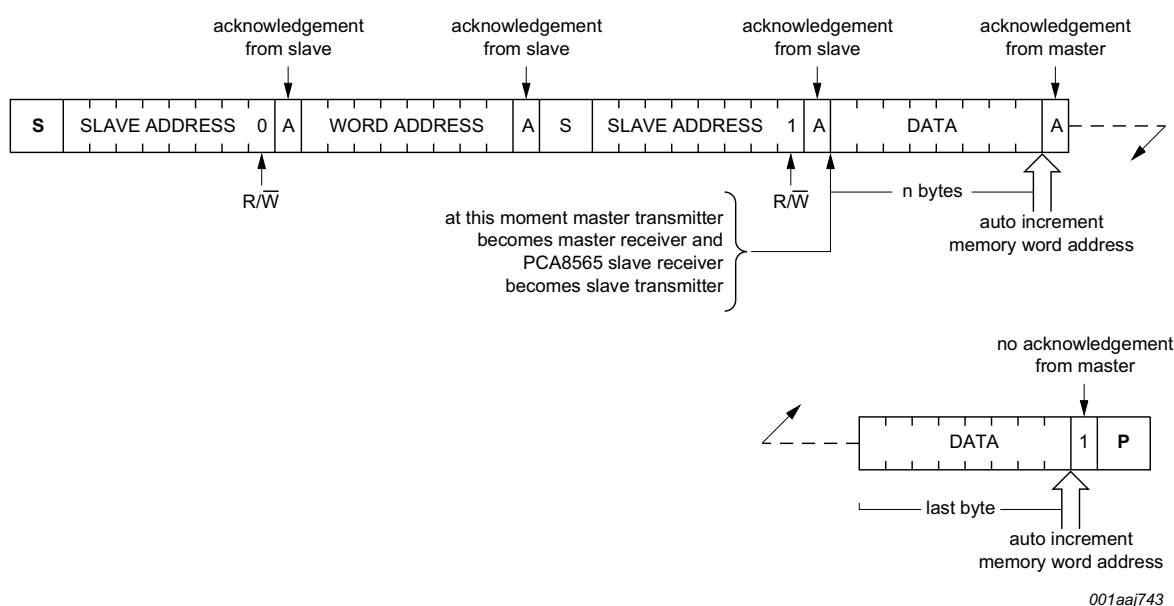 acknowledgement
from slave
acknowledgement
from slave
acknowledgement
from slave
acknowledgement
from master
S SLAVE ADDRESS 0 A WORD ADDRESS A S SLAVE ADDRESS 1 A DATA A
R/W̅
R/W̅
n bytes
at this moment master transmitter
becomes master receiver and
PCA8565 slave receiver
becomes slave transmitter
auto increment
memory word address
no acknowledgement
from master
DATA 1 P
last byte
auto increment
memory word address
001aaj743